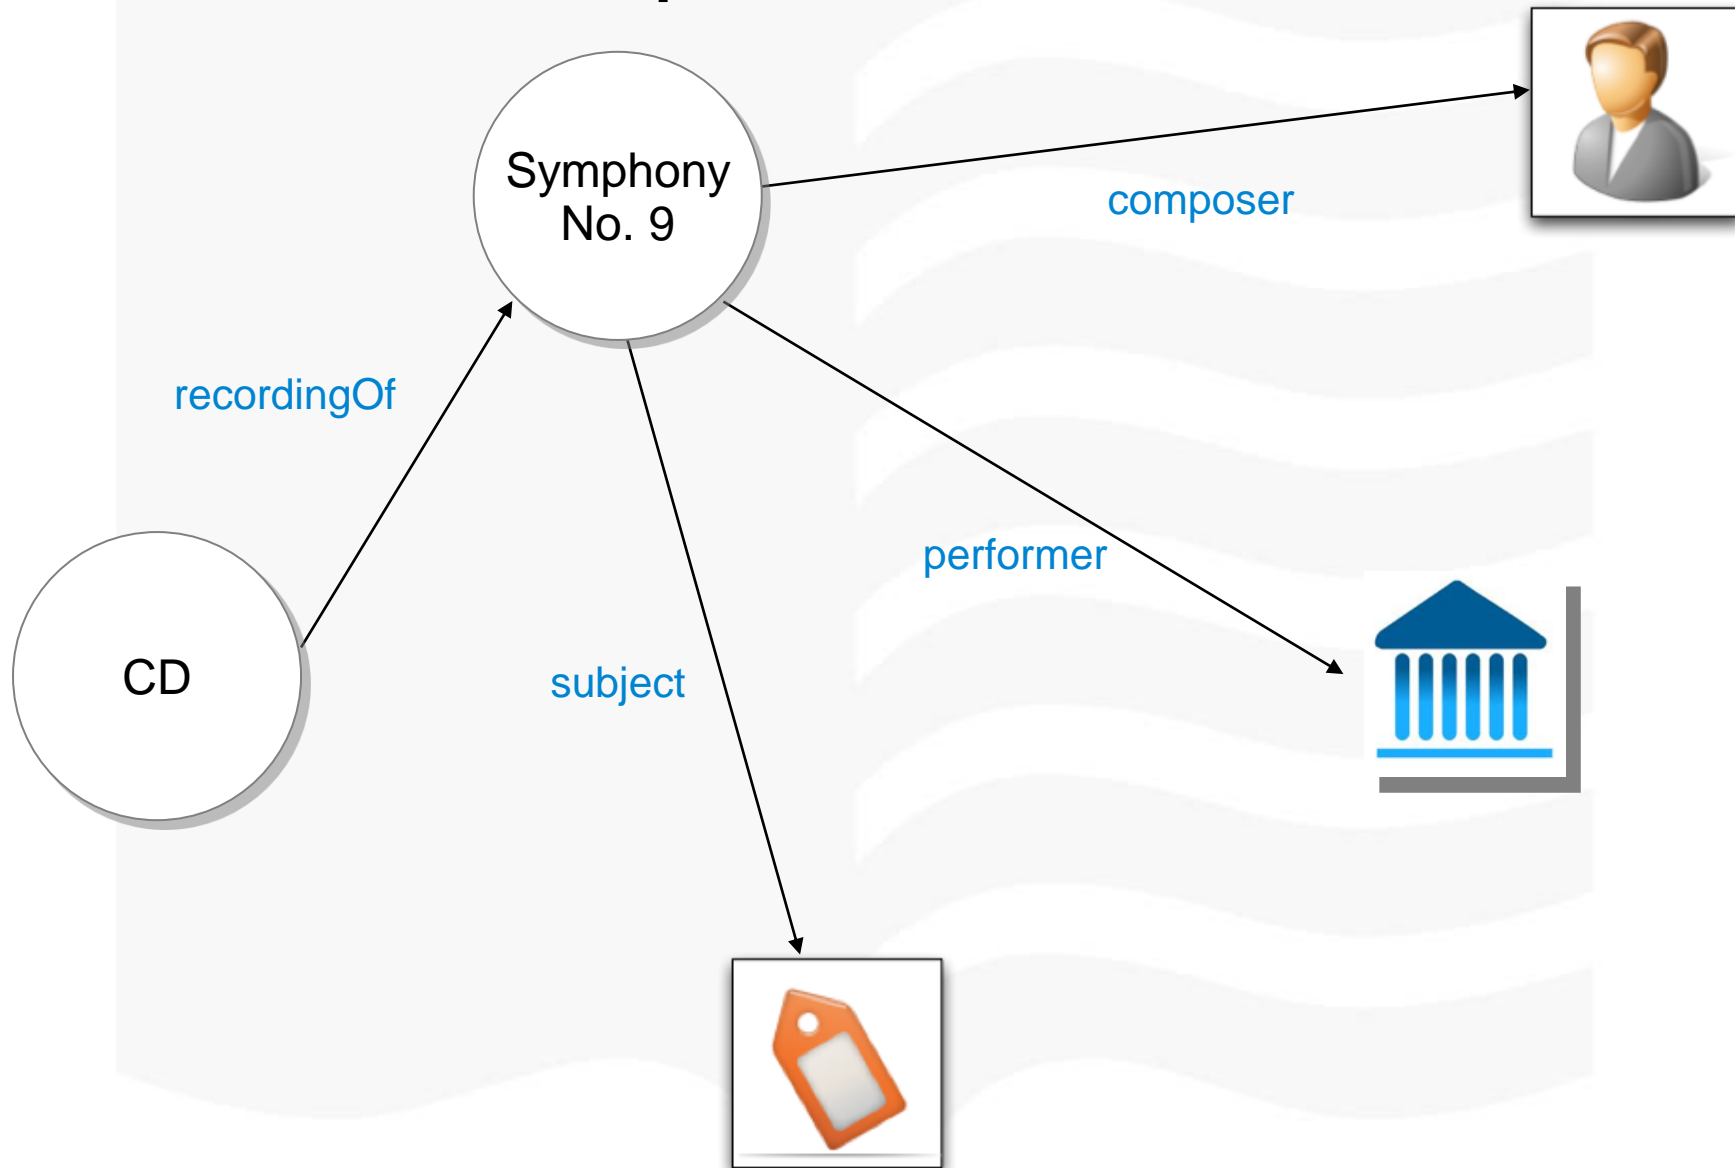 Symphony
No. 9
composer
recordingOf
performer
CD
subject